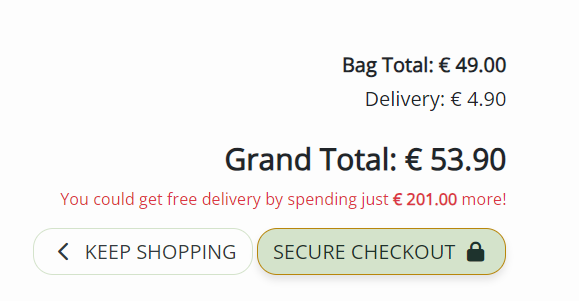 Bag Total: € 49.00
Delivery: € 4.90
Grand Total: € 53.90
You could get free delivery by spending just € 201.00 more!
KEEP SHOPPING
SECURE CHECKOUT